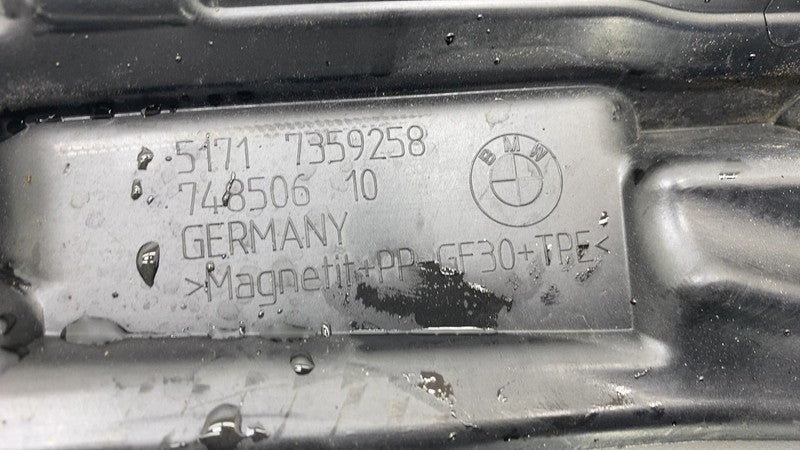 5171 7359258
BMW
748506 10
GERMANY
>Magnetit+PP-GF30+TPE<